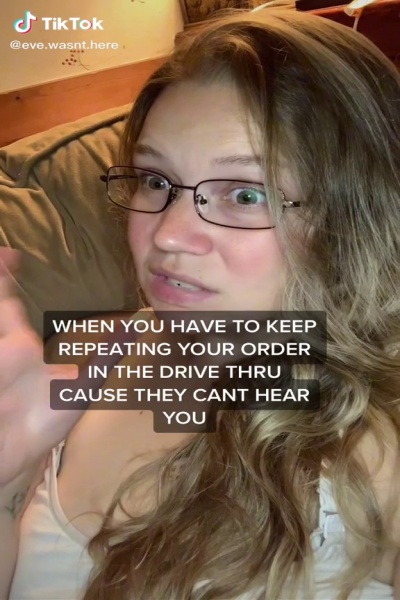 TikTok
@eve.wasnt.here
WHEN YOU HAVE TO KEEP
REPEATING YOUR ORDER
IN THE DRIVE THRU
CAUSE THEY CANT HEAR
YOU